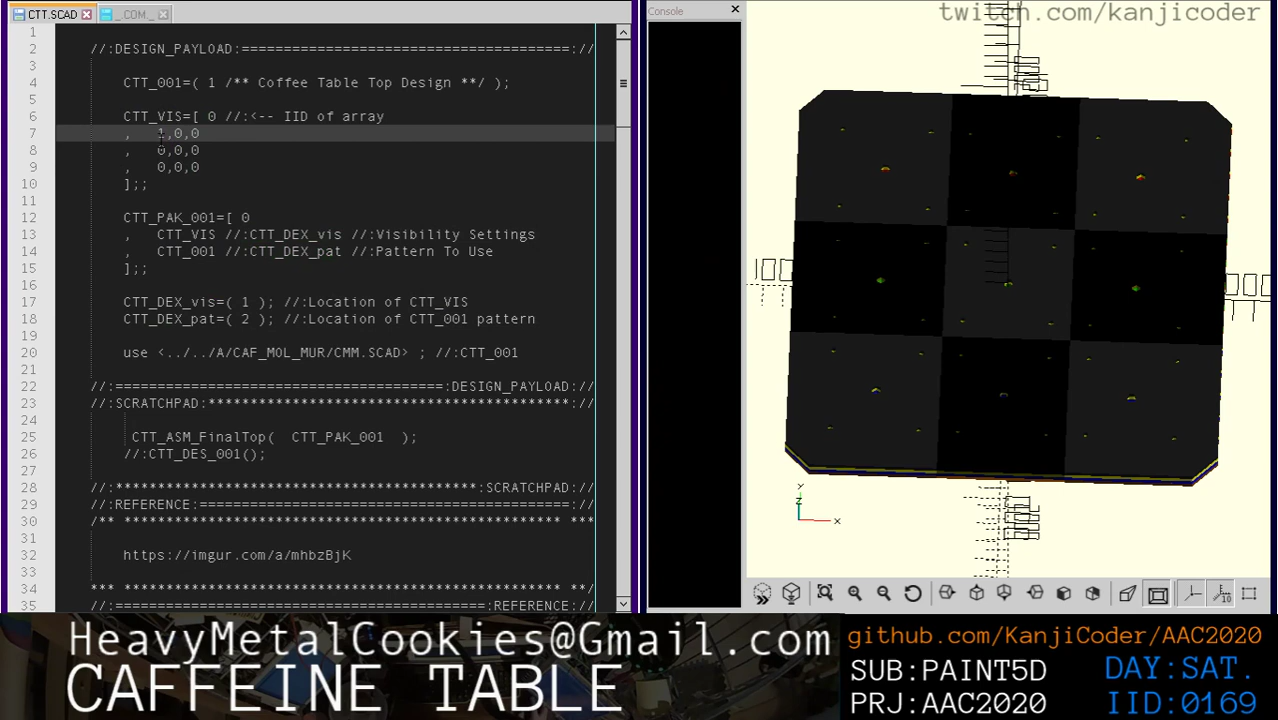 CTT.SCAD
_COM_
Console
twitch.com/kanjicoder
1
2 //:DESIGN_PAYLOAD:=======================================://
3
4 CTT_001=( 1 /** Coffee Table Top Design **/ );
5
6 CTT_VIS=[ 0 //:<-- IID of array
7 , 1,0,0
8 , 0,0,0
9 , 0,0,0
10 ];;
11
12 CTT_PAK_001=[ 0
13 , CTT_VIS //:CTT_DEX_vis //:Visibility Settings
14 , CTT_001 //:CTT_DEX_pat //:Pattern To Use
15 ];;
16
17 CTT_DEX_vis=( 1 ); //:Location of CTT_VIS
18 CTT_DEX_pat=( 2 ); //:Location of CTT_001 pattern
19
20 use <../../A/CAF_MOL_MUR/CMM.SCAD> ; //:CTT_001
21
22 //:=======================================:DESIGN_PAYLOAD://
23 //:SCRATCHPAD:*******************************************://
24
25 CTT_ASM_FinalTop( CTT_PAK_001 );
26 //:CTT_DES_001();
27
28 //:*******************************************:SCRATCHPAD://
29 //:REFERENCE:============================================://
30 /** **************************************************** ***
31
32 https://imgur.com/a/mhbzBjK
33
34 *** **************************************************** **/
35 //:============================================:REFERENCE://
Y
Z
X
10
HeavyMetalCookies@Gmail.com
CAFFEINE TABLE
github.com/KanjiCoder/AAC2020
SUB:PAINT5D DAY:SAT.
PRJ:AAC2020 IID:0169